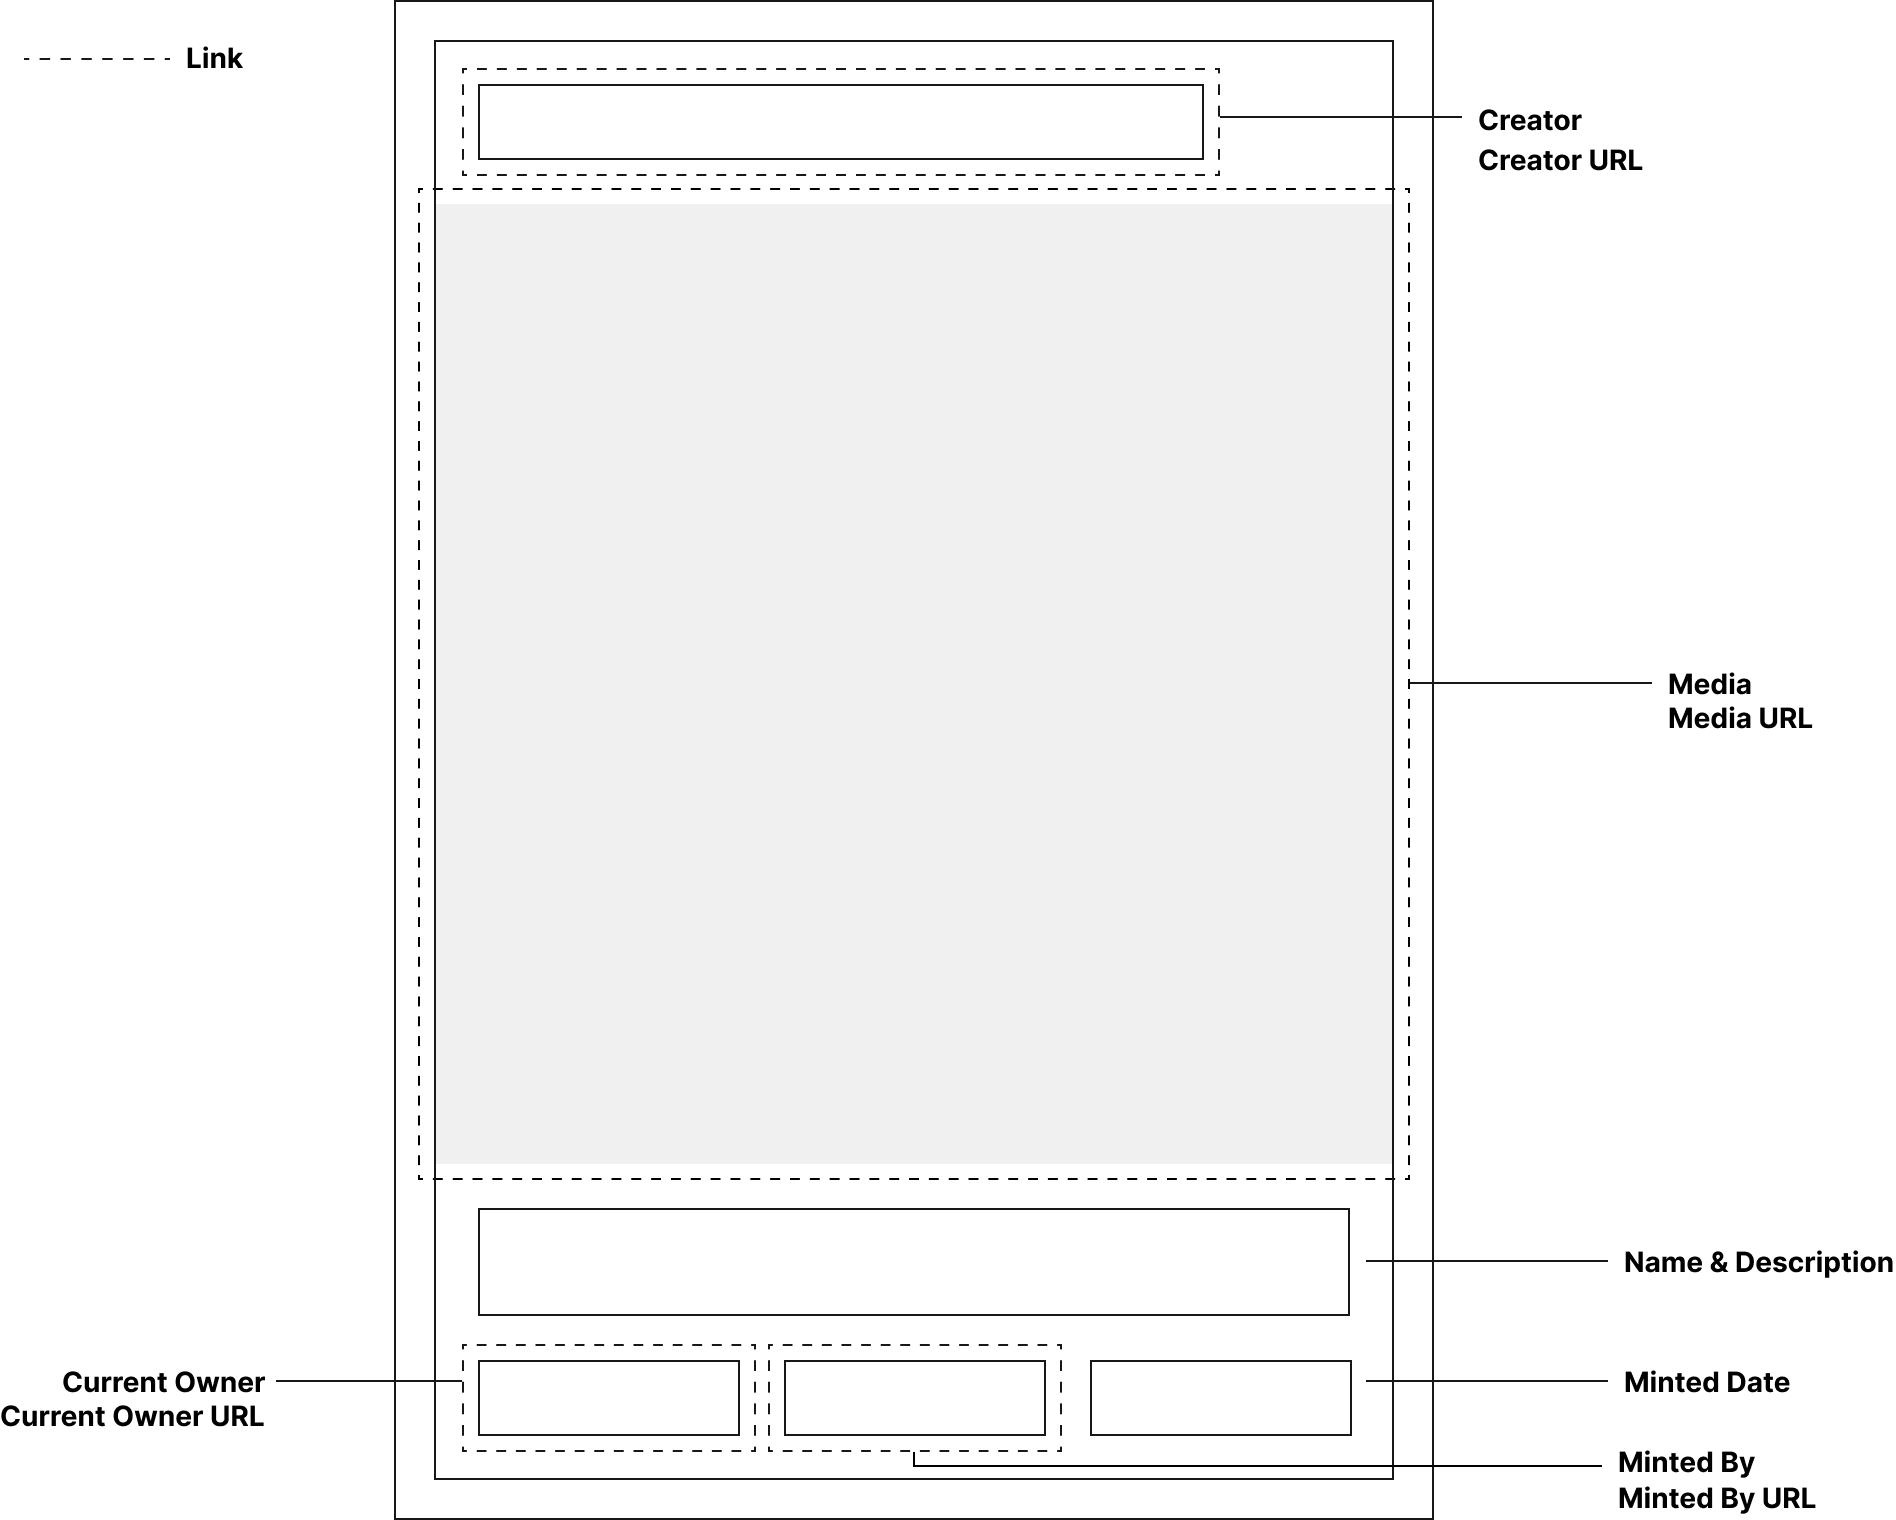 Link
Creator
Creator URL
Media
Media URL
Name & Description
Current Owner
Current Owner URL
Minted Date
Minted By
Minted By URL